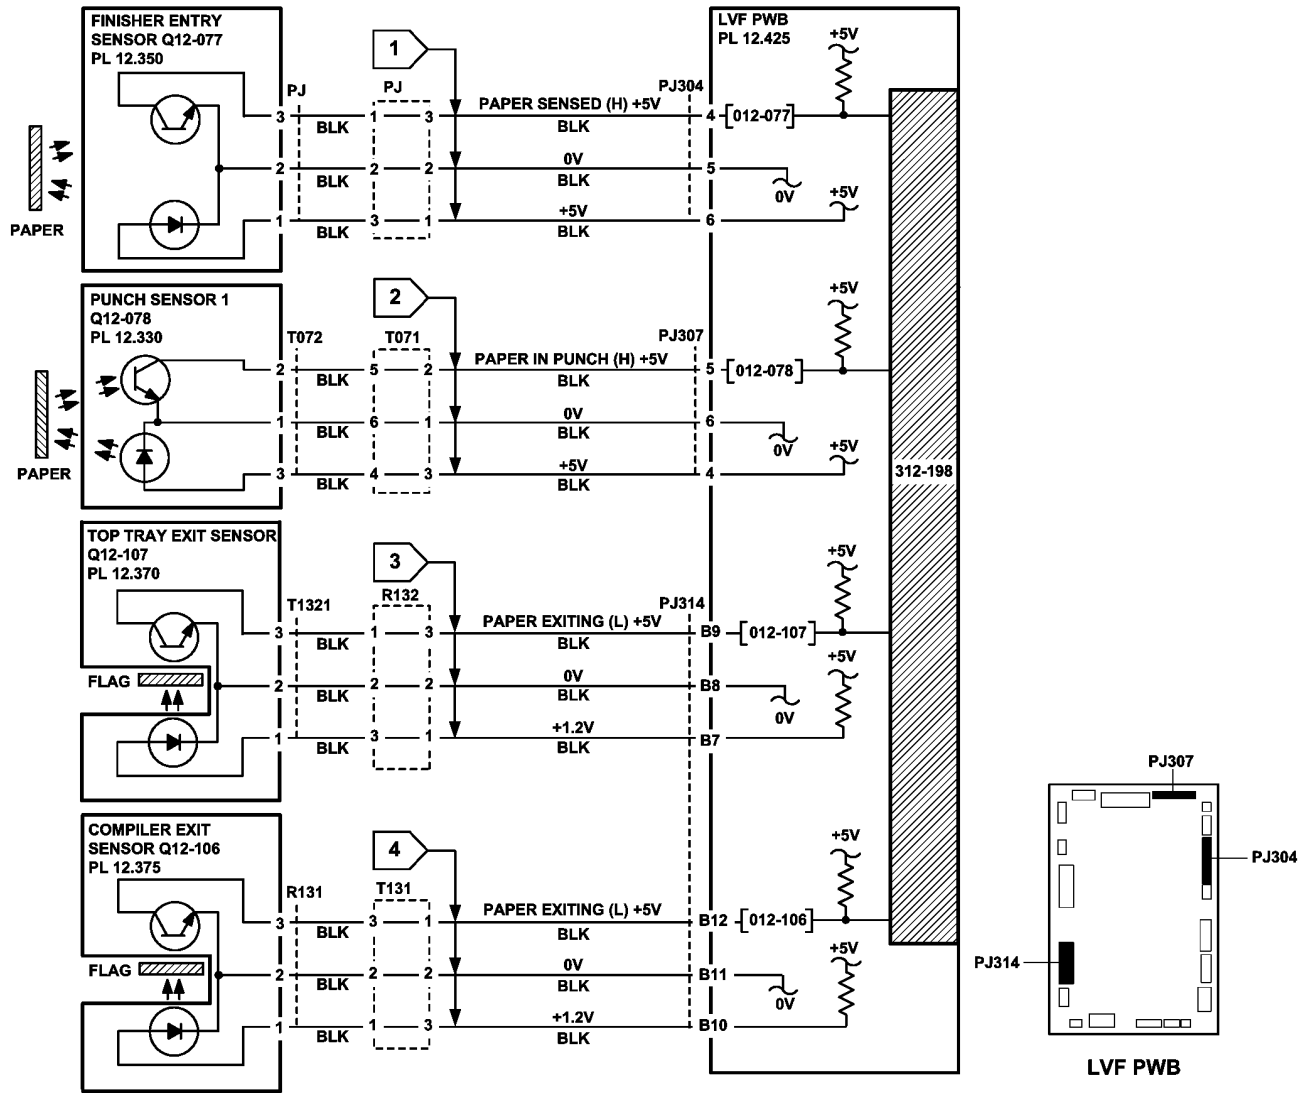 FINISHER ENTRY
SENSOR Q12-077
PL 12.350
PAPER
3
2
1
PJ
BLK
BLK
BLK
1
PJ
1 3
2 2
3 1
PAPER SENSED (H) +5V
BLK
0V
BLK
+5V
BLK
PJ304
4
5
6
LVF PWB
PL 12.425
+5V
[012-077]
0V
+5V
PUNCH SENSOR 1
Q12-078
PL 12.330
PAPER
2
1
3
T072
BLK
BLK
BLK
2
T071
5 2
6 1
4 3
PAPER IN PUNCH (H) +5V
BLK
0V
BLK
+5V
BLK
PJ307
5
6
4
+5V
[012-078]
0V
+5V
312-198
TOP TRAY EXIT SENSOR
Q12-107
PL 12.370
FLAG
3
2
1
T1321
BLK
BLK
BLK
3
R132
1 3
2 2
3 1
PAPER EXITING (L) +5V
BLK
0V
BLK
+1.2V
BLK
PJ314
B9
B8
B7
+5V
[012-107]
+5V
0V
COMPILER EXIT
SENSOR Q12-106
PL 12.375
FLAG
3
2
1
R131
BLK
BLK
BLK
4
T131
3 1
2 2
1 3
PAPER EXITING (L) +5V
BLK
0V
BLK
+1.2V
BLK
B12
B11
B10
+5V
[012-106]
+5V
0V
PJ307
PJ304
PJ314
LVF PWB